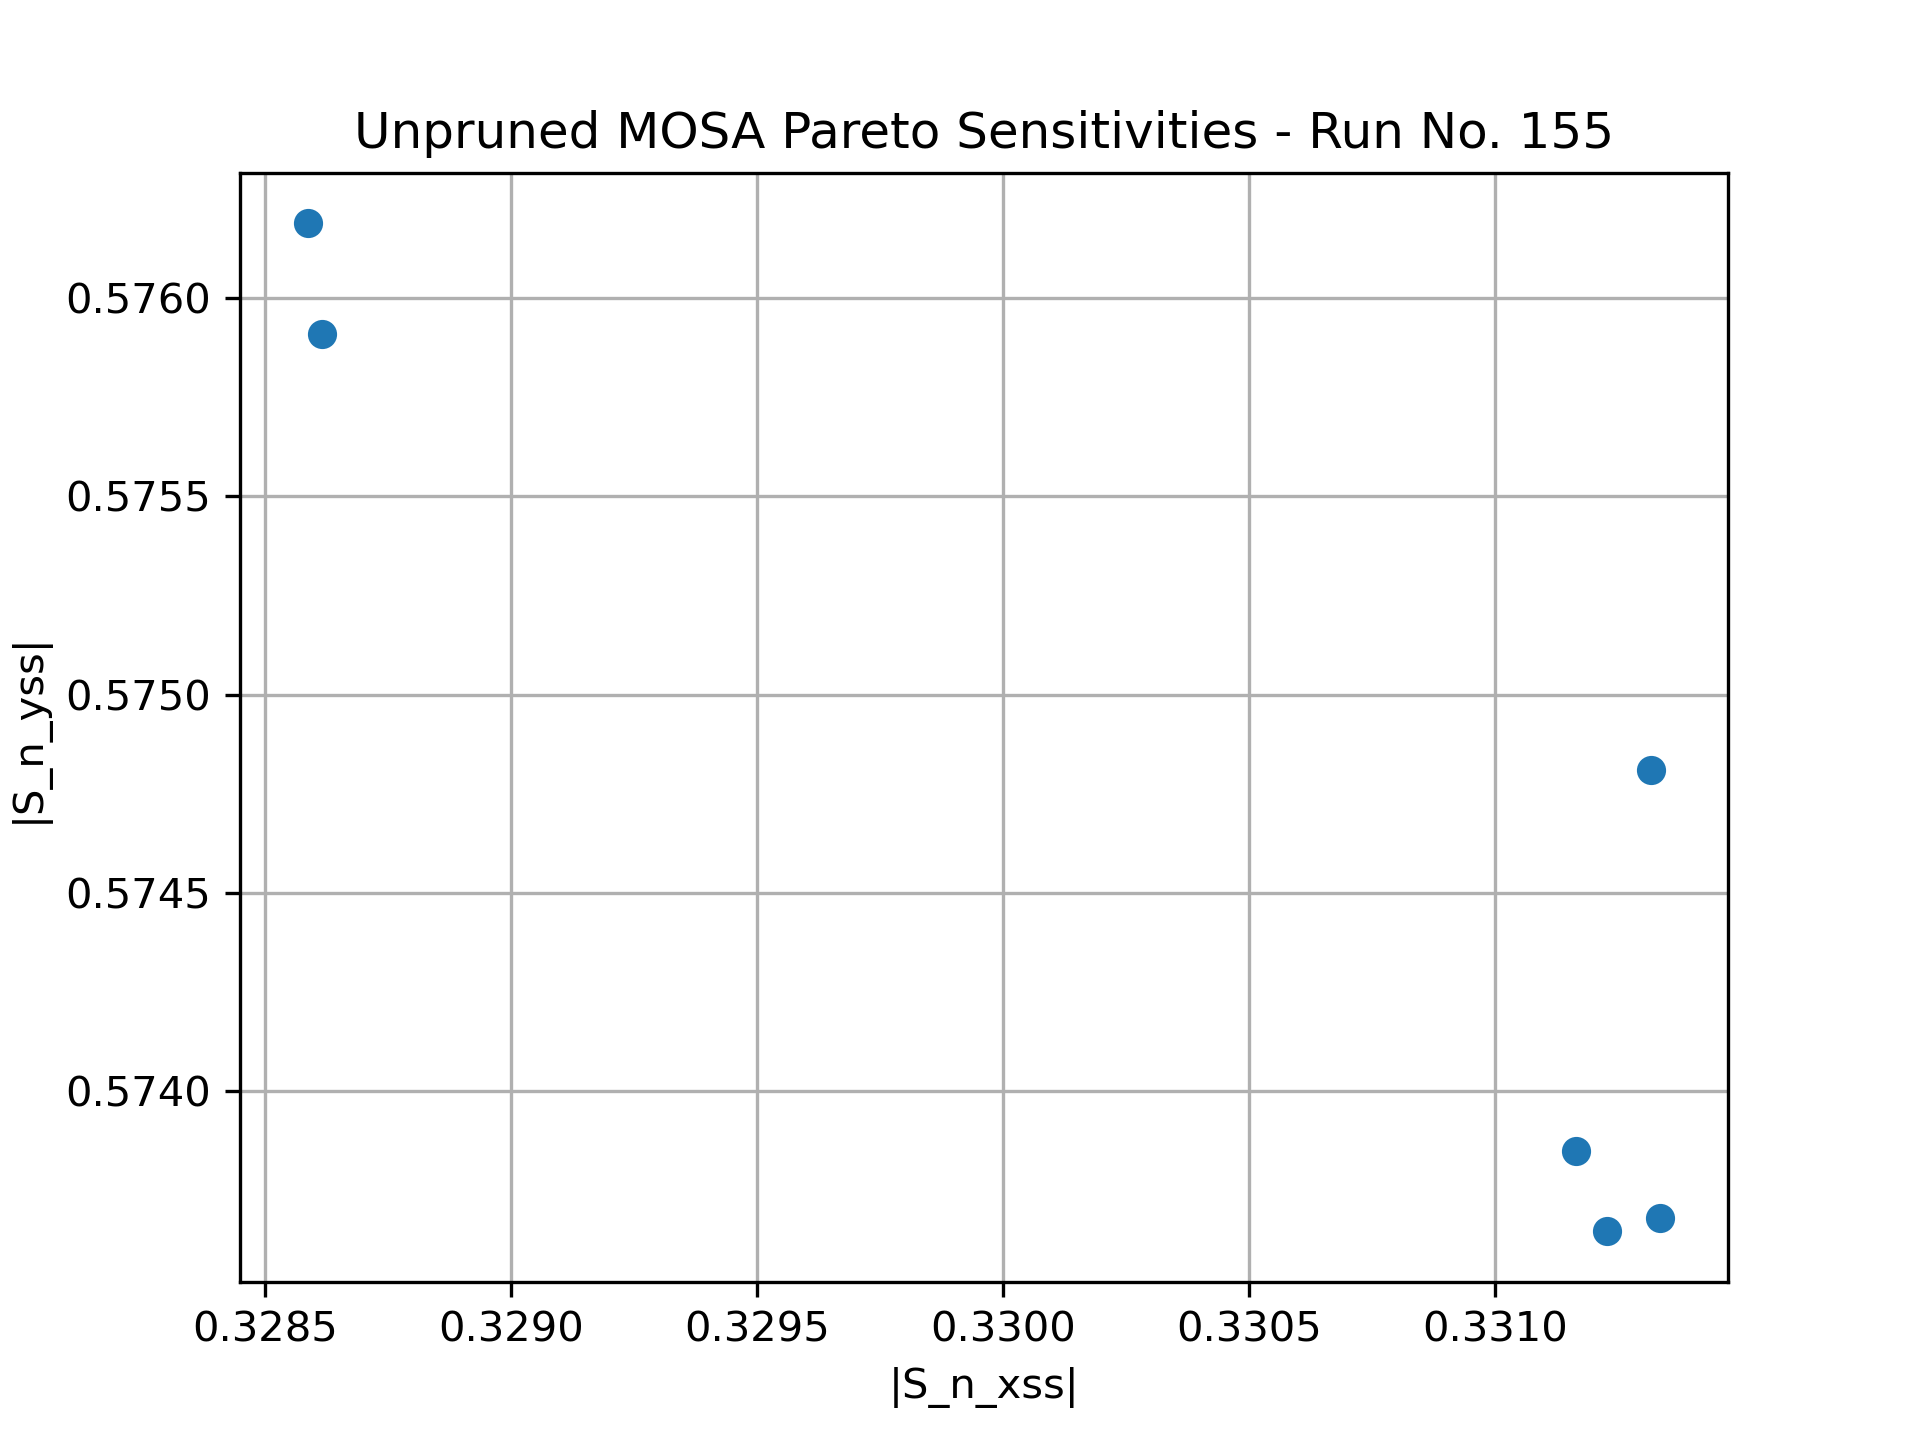 Unpruned MOSA Pareto Sensitivities - Run No. 155
|S_n_yss|
0.5760
0.5755
0.5750
0.5745
0.5740
0.3285 0.3290 0.3295 0.3300 0.3305 0.3310
|S_n_xss|